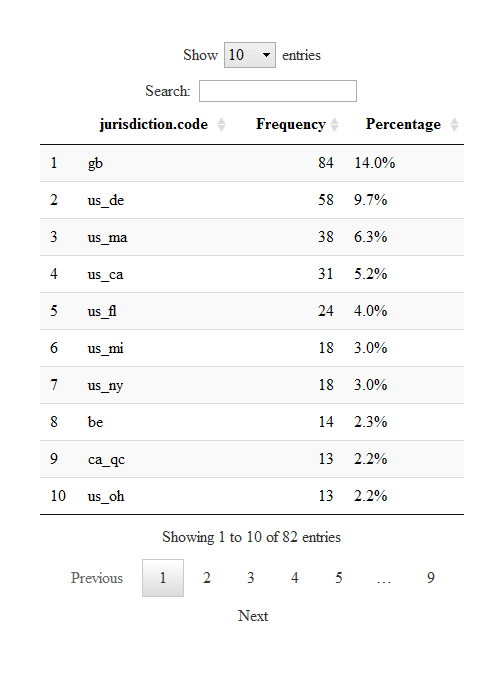 Show 10 entries
Search:
jurisdiction.code Frequency Percentage
1 gb 84 14.0%
2 us_de 58 9.7%
3 us_ma 38 6.3%
4 us_ca 31 5.2%
5 us_fl 24 4.0%
6 us_mi 18 3.0%
7 us_ny 18 3.0%
8 be 14 2.3%
9 ca_qc 13 2.2%
10 us_oh 13 2.2%
Showing 1 to 10 of 82 entries
Previous 1 2 3 4 5 … 9
Next